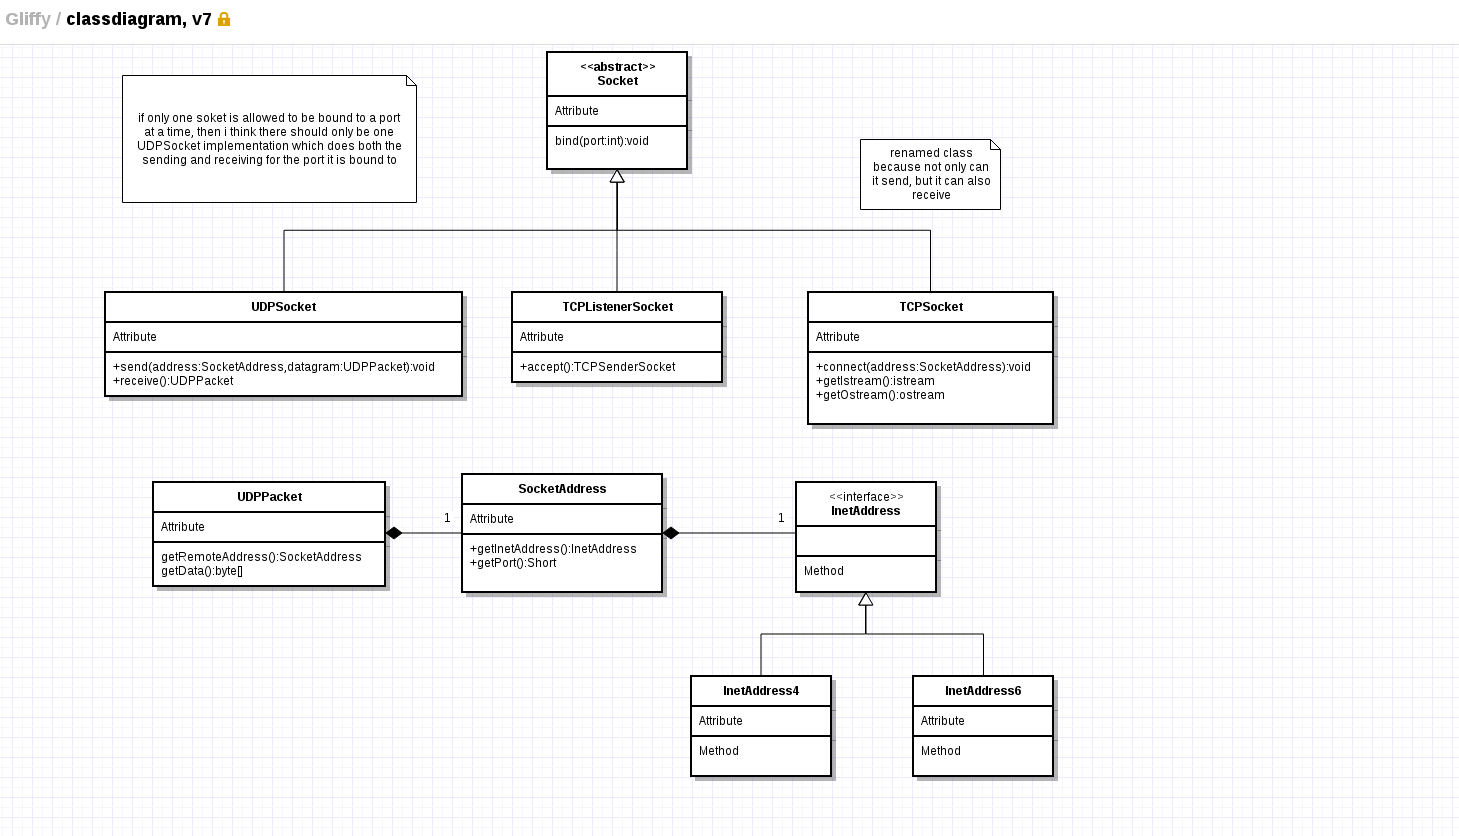 Gliffy / classdiagram, v7
<<abstract>>
Socket
Attribute
bind(port:int):void
if only one soket is allowed to be bound to a port
at a time, then i think there should only be one
UDPSocket implementation which does both the
sending and receiving for the port it is bound to
renamed class
because not only can
it send, but it can also
receive
UDPSocket
Attribute
+send(address:SocketAddress,datagram:UDPPacket):void
+receive():UDPPacket
TCPListenerSocket
Attribute
+accept():TCPSenderSocket
TCPSocket
Attribute
+connect(address:SocketAddress):void
+getIstream():istream
+getOstream():ostream
UDPPacket
Attribute
getRemoteAddress():SocketAddress
getData():byte[]
1
SocketAddress
Attribute
+getInetAddress():InetAddress
+getPort():Short
1
<<interface>>
InetAddress
Method
InetAddress4
Attribute
Method
InetAddress6
Attribute
Method